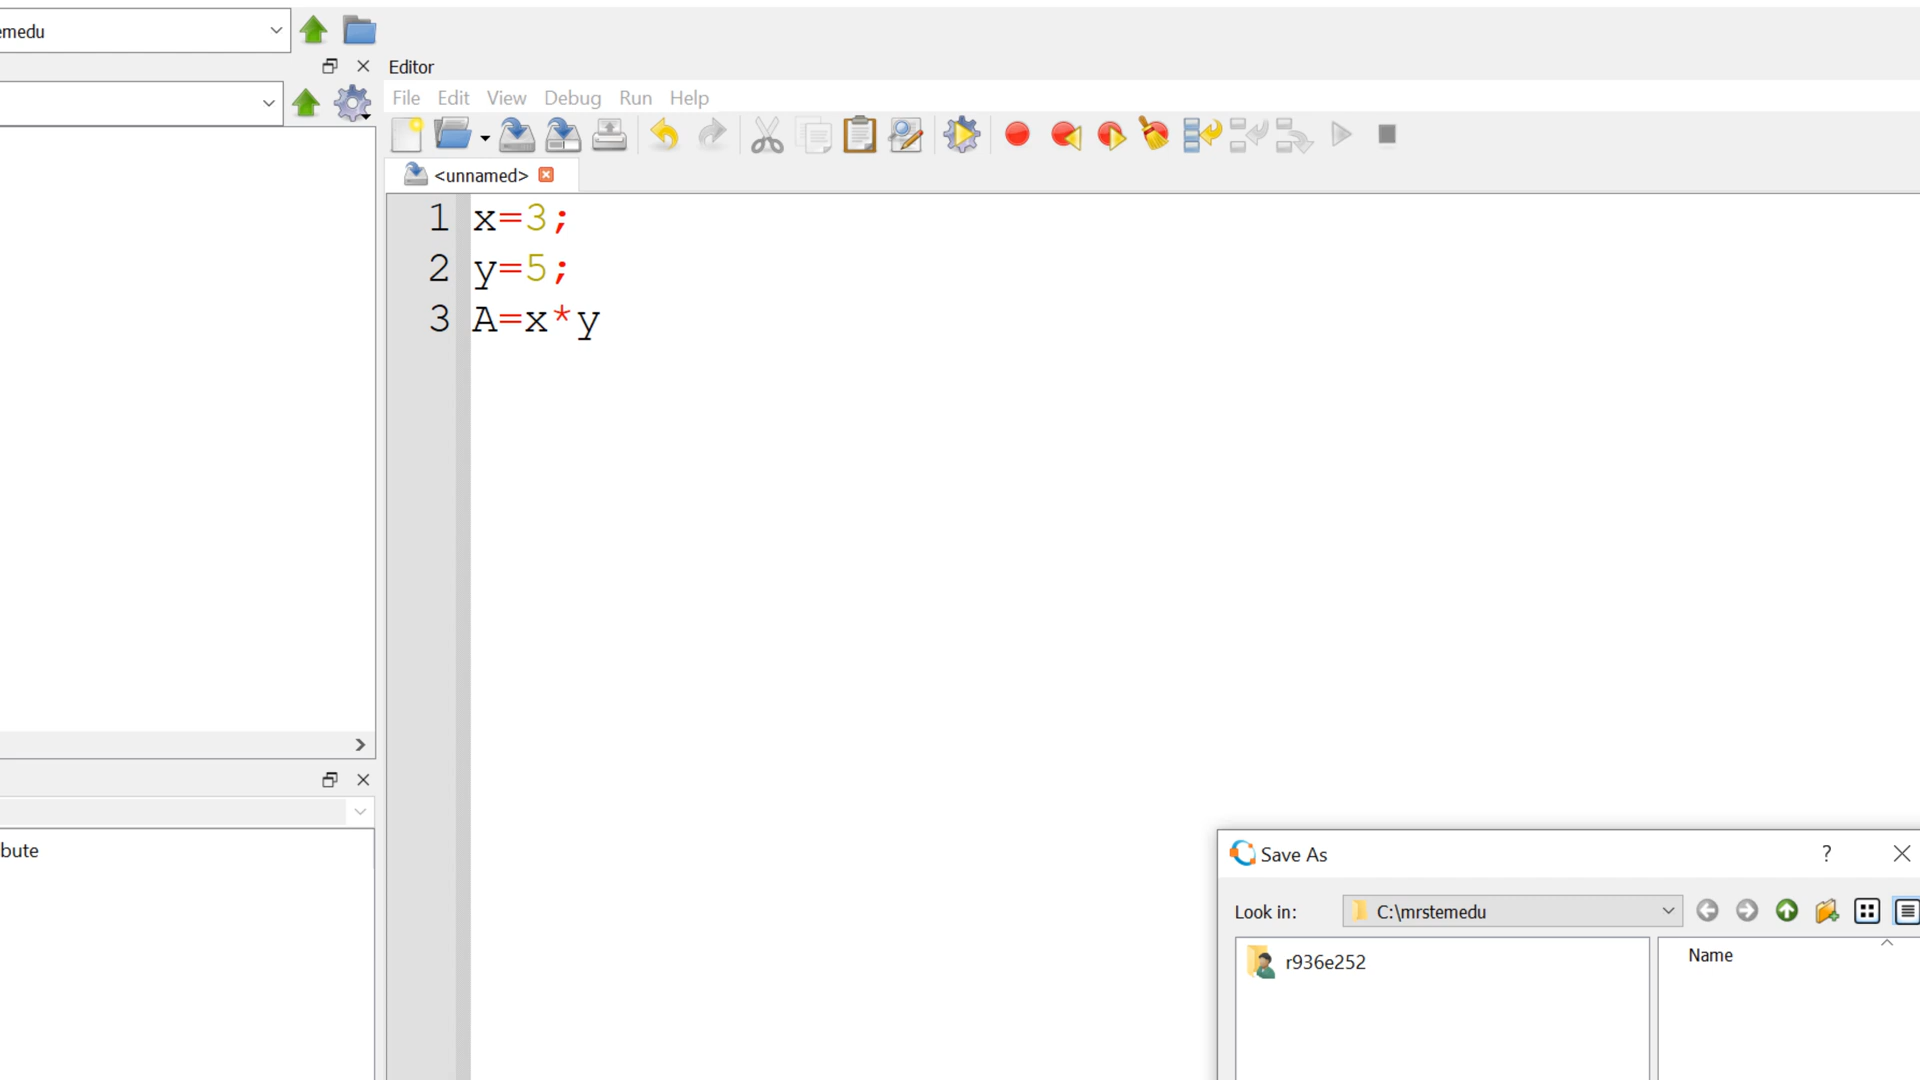 emedu
Editor
File Edit View Debug Run Help
<unnamed>
1 x=3;
2 y=5;
3 A=x*y
bute
Save As
?
Look in: C:\mrstemedu
r936e252
Name